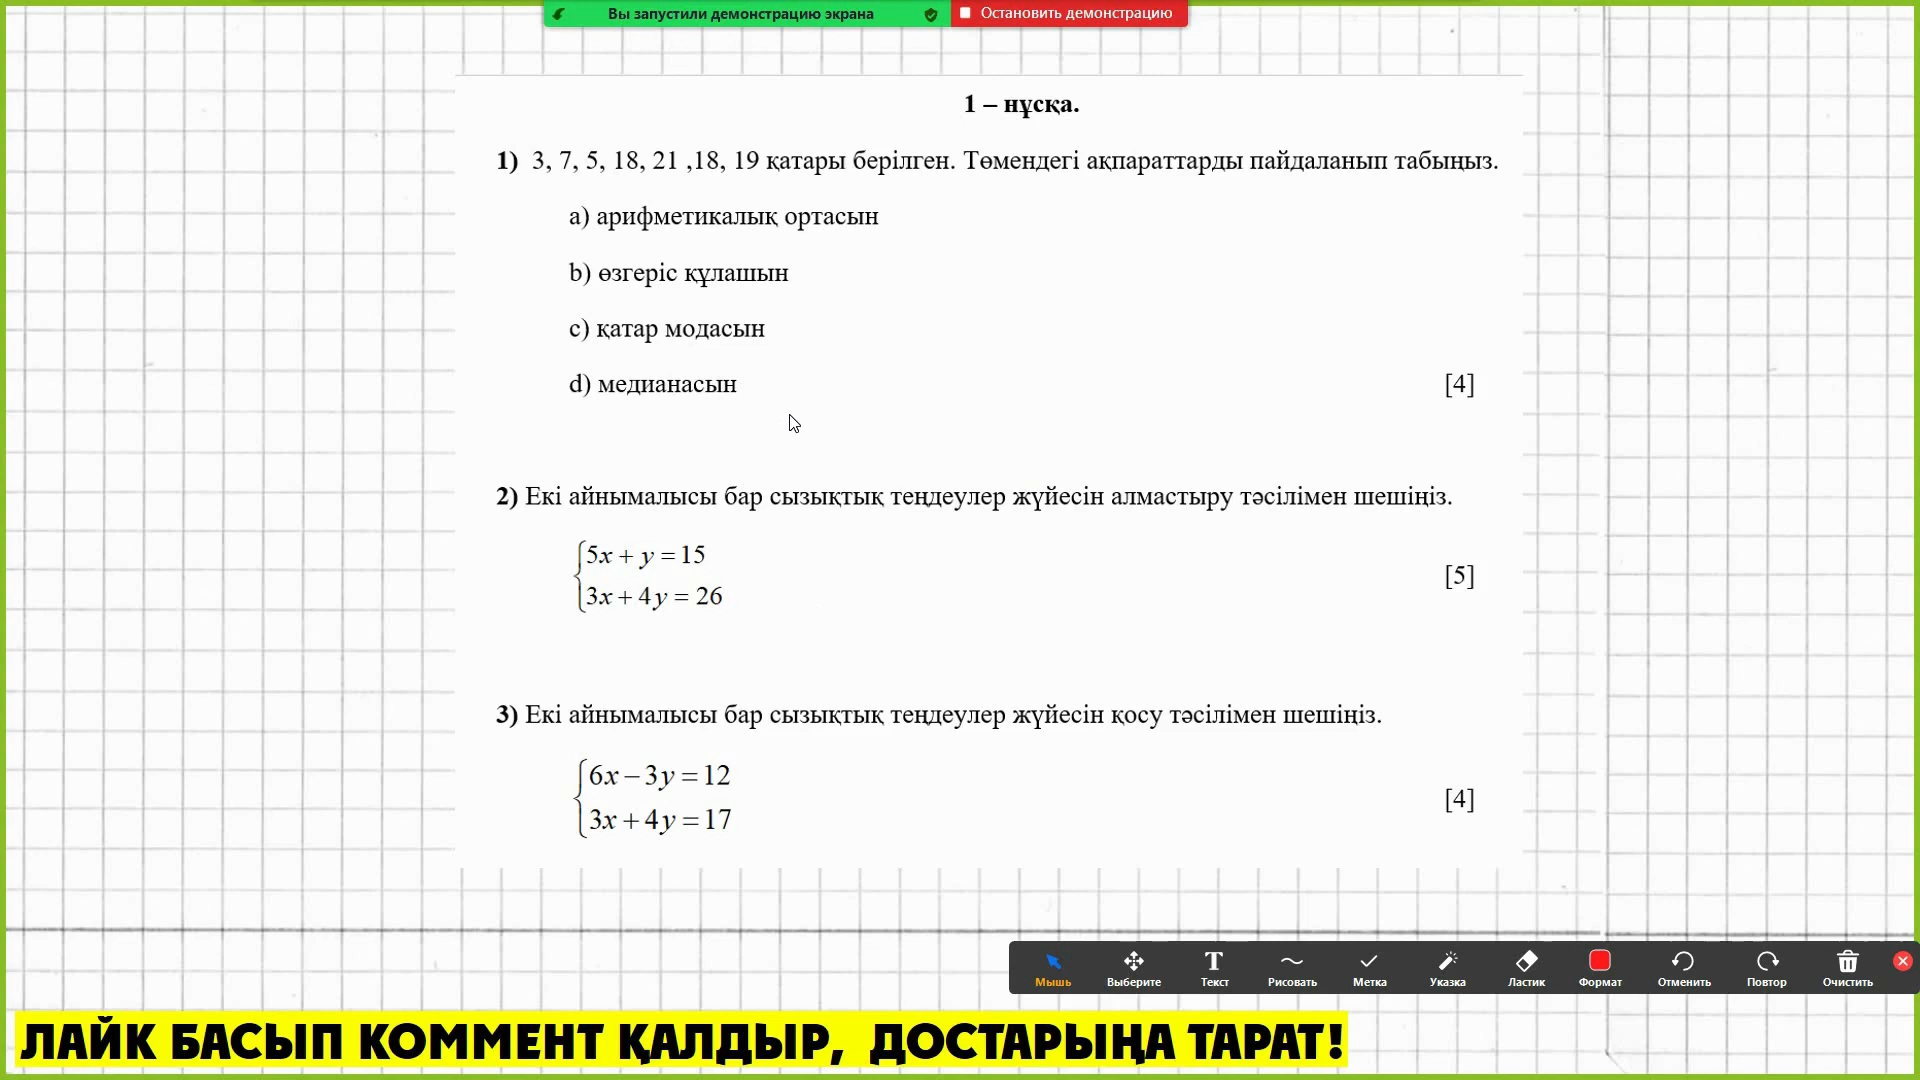 Вы запустили демонстрацию экрана Остановить демонстрацию
1 – нұсқа.
1) 3, 7, 5, 18, 21 ,18, 19 қатары берілген. Төмендегі ақпараттарды пайдаланып табыңыз.
a) арифметикалық ортасын
b) өзгеріс құлашын
c) қатар модасын
d) медианасын [4]
2) Екі айнымалысы бар сызықтық теңдеулер жүйесін алмастыру тәсілімен шешіңіз.
5x + y = 15
3x + 4y = 26
[5]
3) Екі айнымалысы бар сызықтық теңдеулер жүйесін қосу тәсілімен шешіңіз.
6x − 3y = 12
3x + 4y = 17
[4]
Мышь Выберите Текст Рисовать Метка Указка Ластик Формат Отменить Повтор Очистить
ЛАЙК БАСЫП КОММЕНТ ҚАЛДЫР, ДОСТАРЫҢА ТАРАТ!